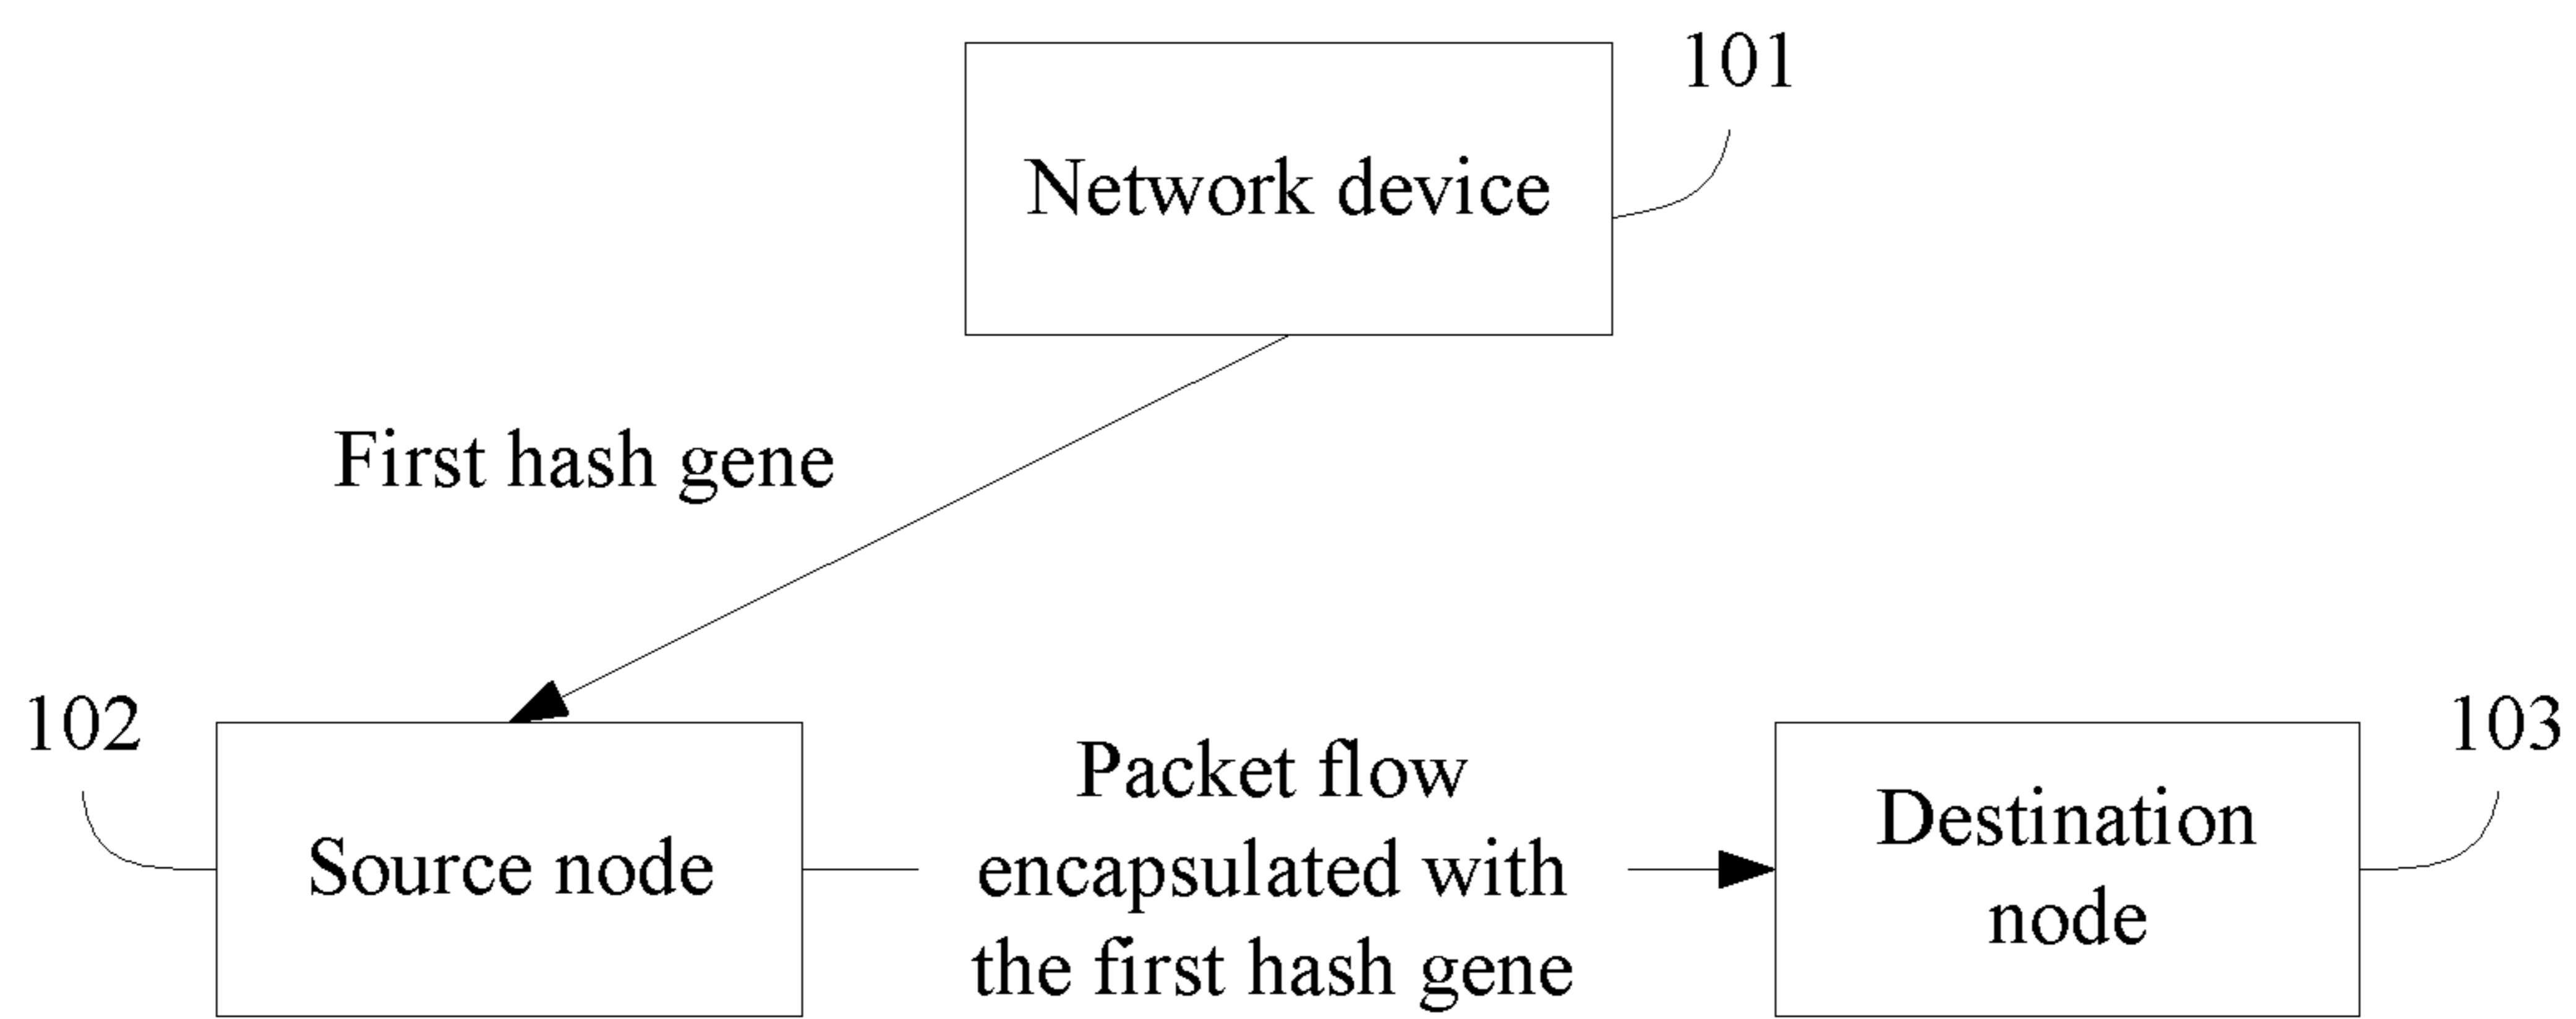 101
Network device
First hash gene
102
Source node
Packet flow
encapsulated with
the first hash gene
Destination
node
103